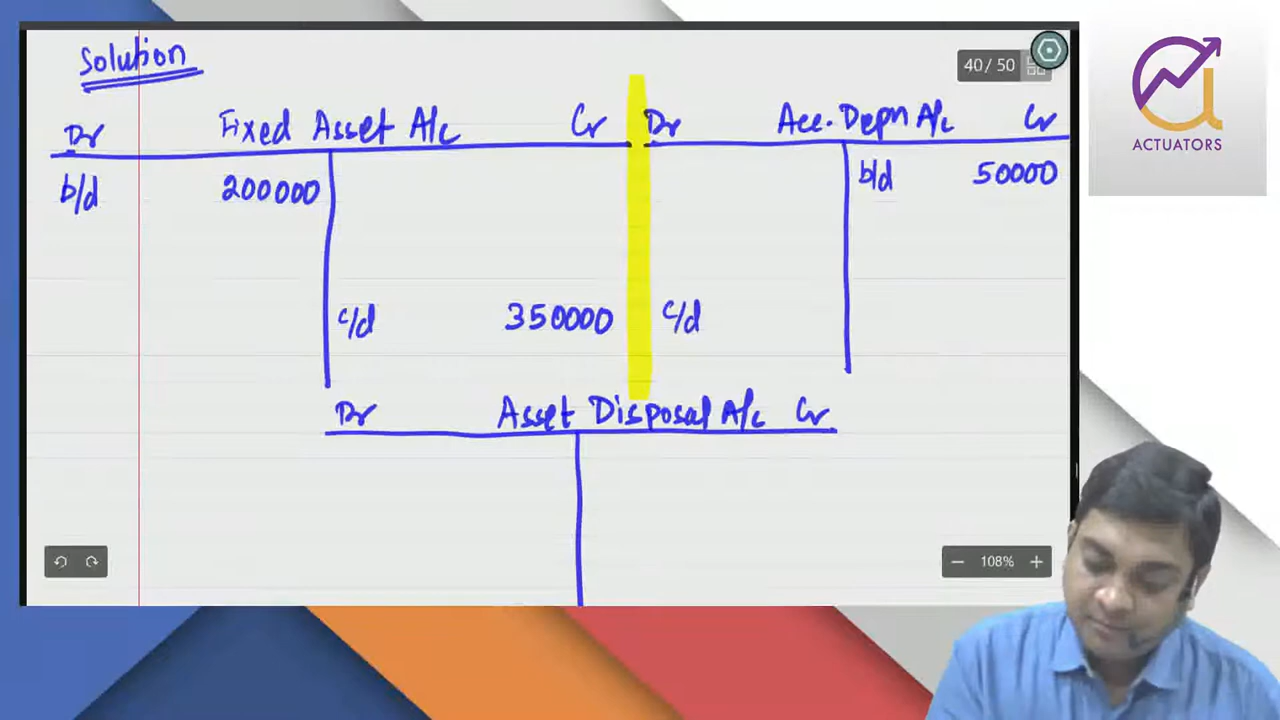 Solution
40 / 50
ACTUATORS
Dr Fixed Asset A/c Cr
Dr Acc. Depn A/c Cr
b/d 200000
b/d 50000
c/d 350000
c/d
Dr Asset Disposal A/c Cr
108%